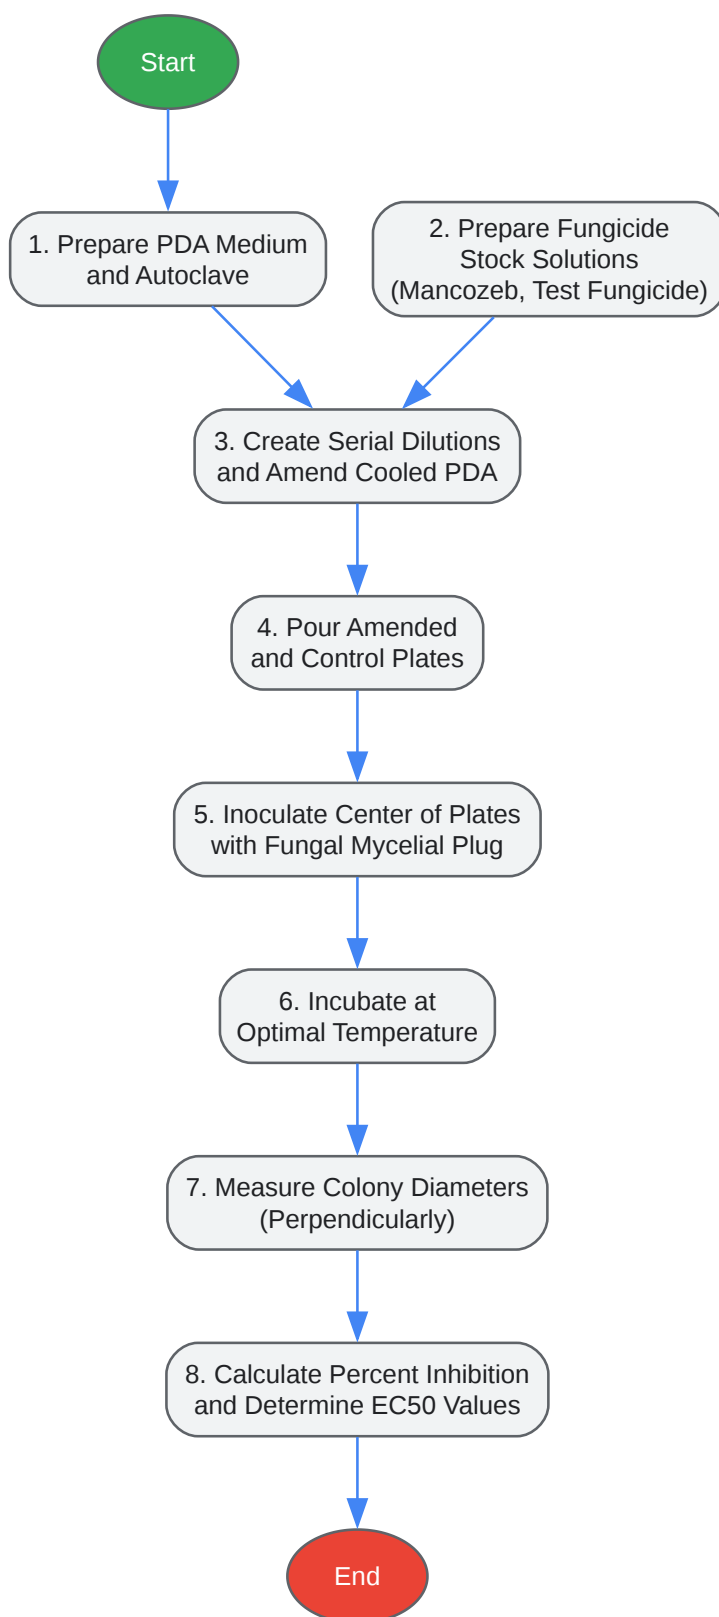 Start
1. Prepare PDA Medium
and Autoclave
2. Prepare Fungicide
Stock Solutions
(Mancozeb, Test Fungicide)
3. Create Serial Dilutions
and Amend Cooled PDA
4. Pour Amended
and Control Plates
5. Inoculate Center of Plates
with Fungal Mycelial Plug
6. Incubate at
Optimal Temperature
7. Measure Colony Diameters
(Perpendicularly)
8. Calculate Percent Inhibition
and Determine EC50 Values
End